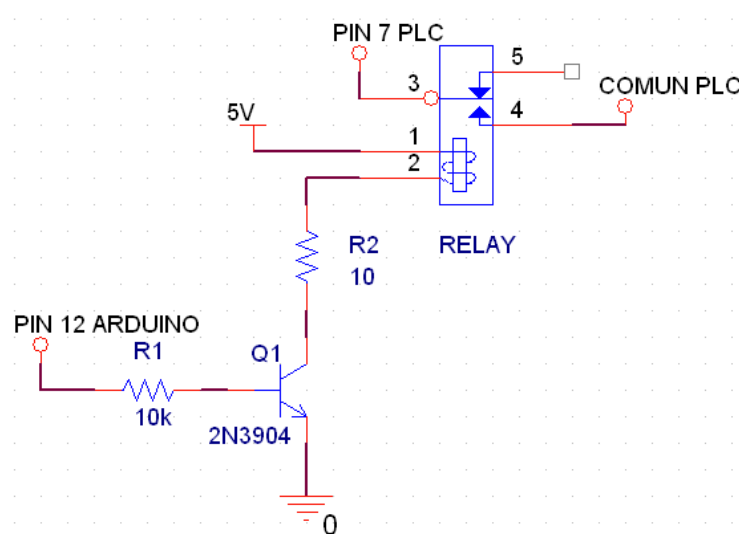 PIN 7 PLC
5
3
COMUN PLC
5V
4
1
2
R2
RELAY
10
PIN 12 ARDUINO
R1
Q1
10k
2N3904
0